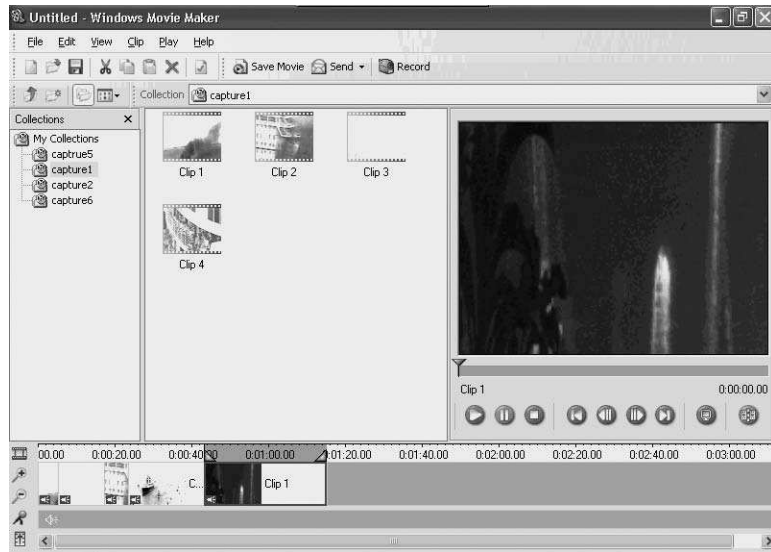 Untitled - Windows Movie Maker
File Edit View Clip Play Help
Save Movie Send Record
Collection capture1
Collections
My Collections
captrue5
capture1
capture2
capture6
Clip 1 Clip 2 Clip 3
Clip 4
Clip 1 0:00:00.00
00.00 0:00:20.00 0:00:40 0:01:00.00 0:01:20.00 0:01:40.00 0:02:00.00 0:02:20.00 0:02:40.00 0:03:00.00
C... Clip 1